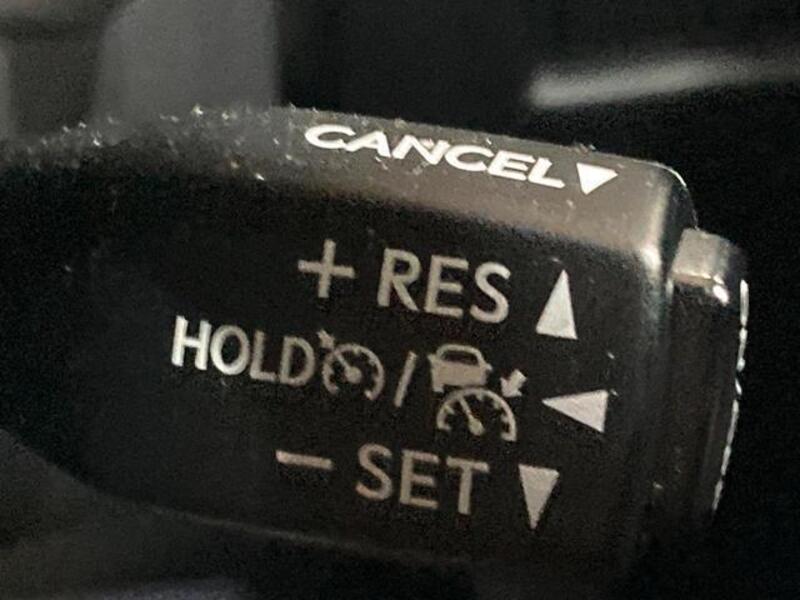 CANCEL
+ RES
HOLD /
- SET